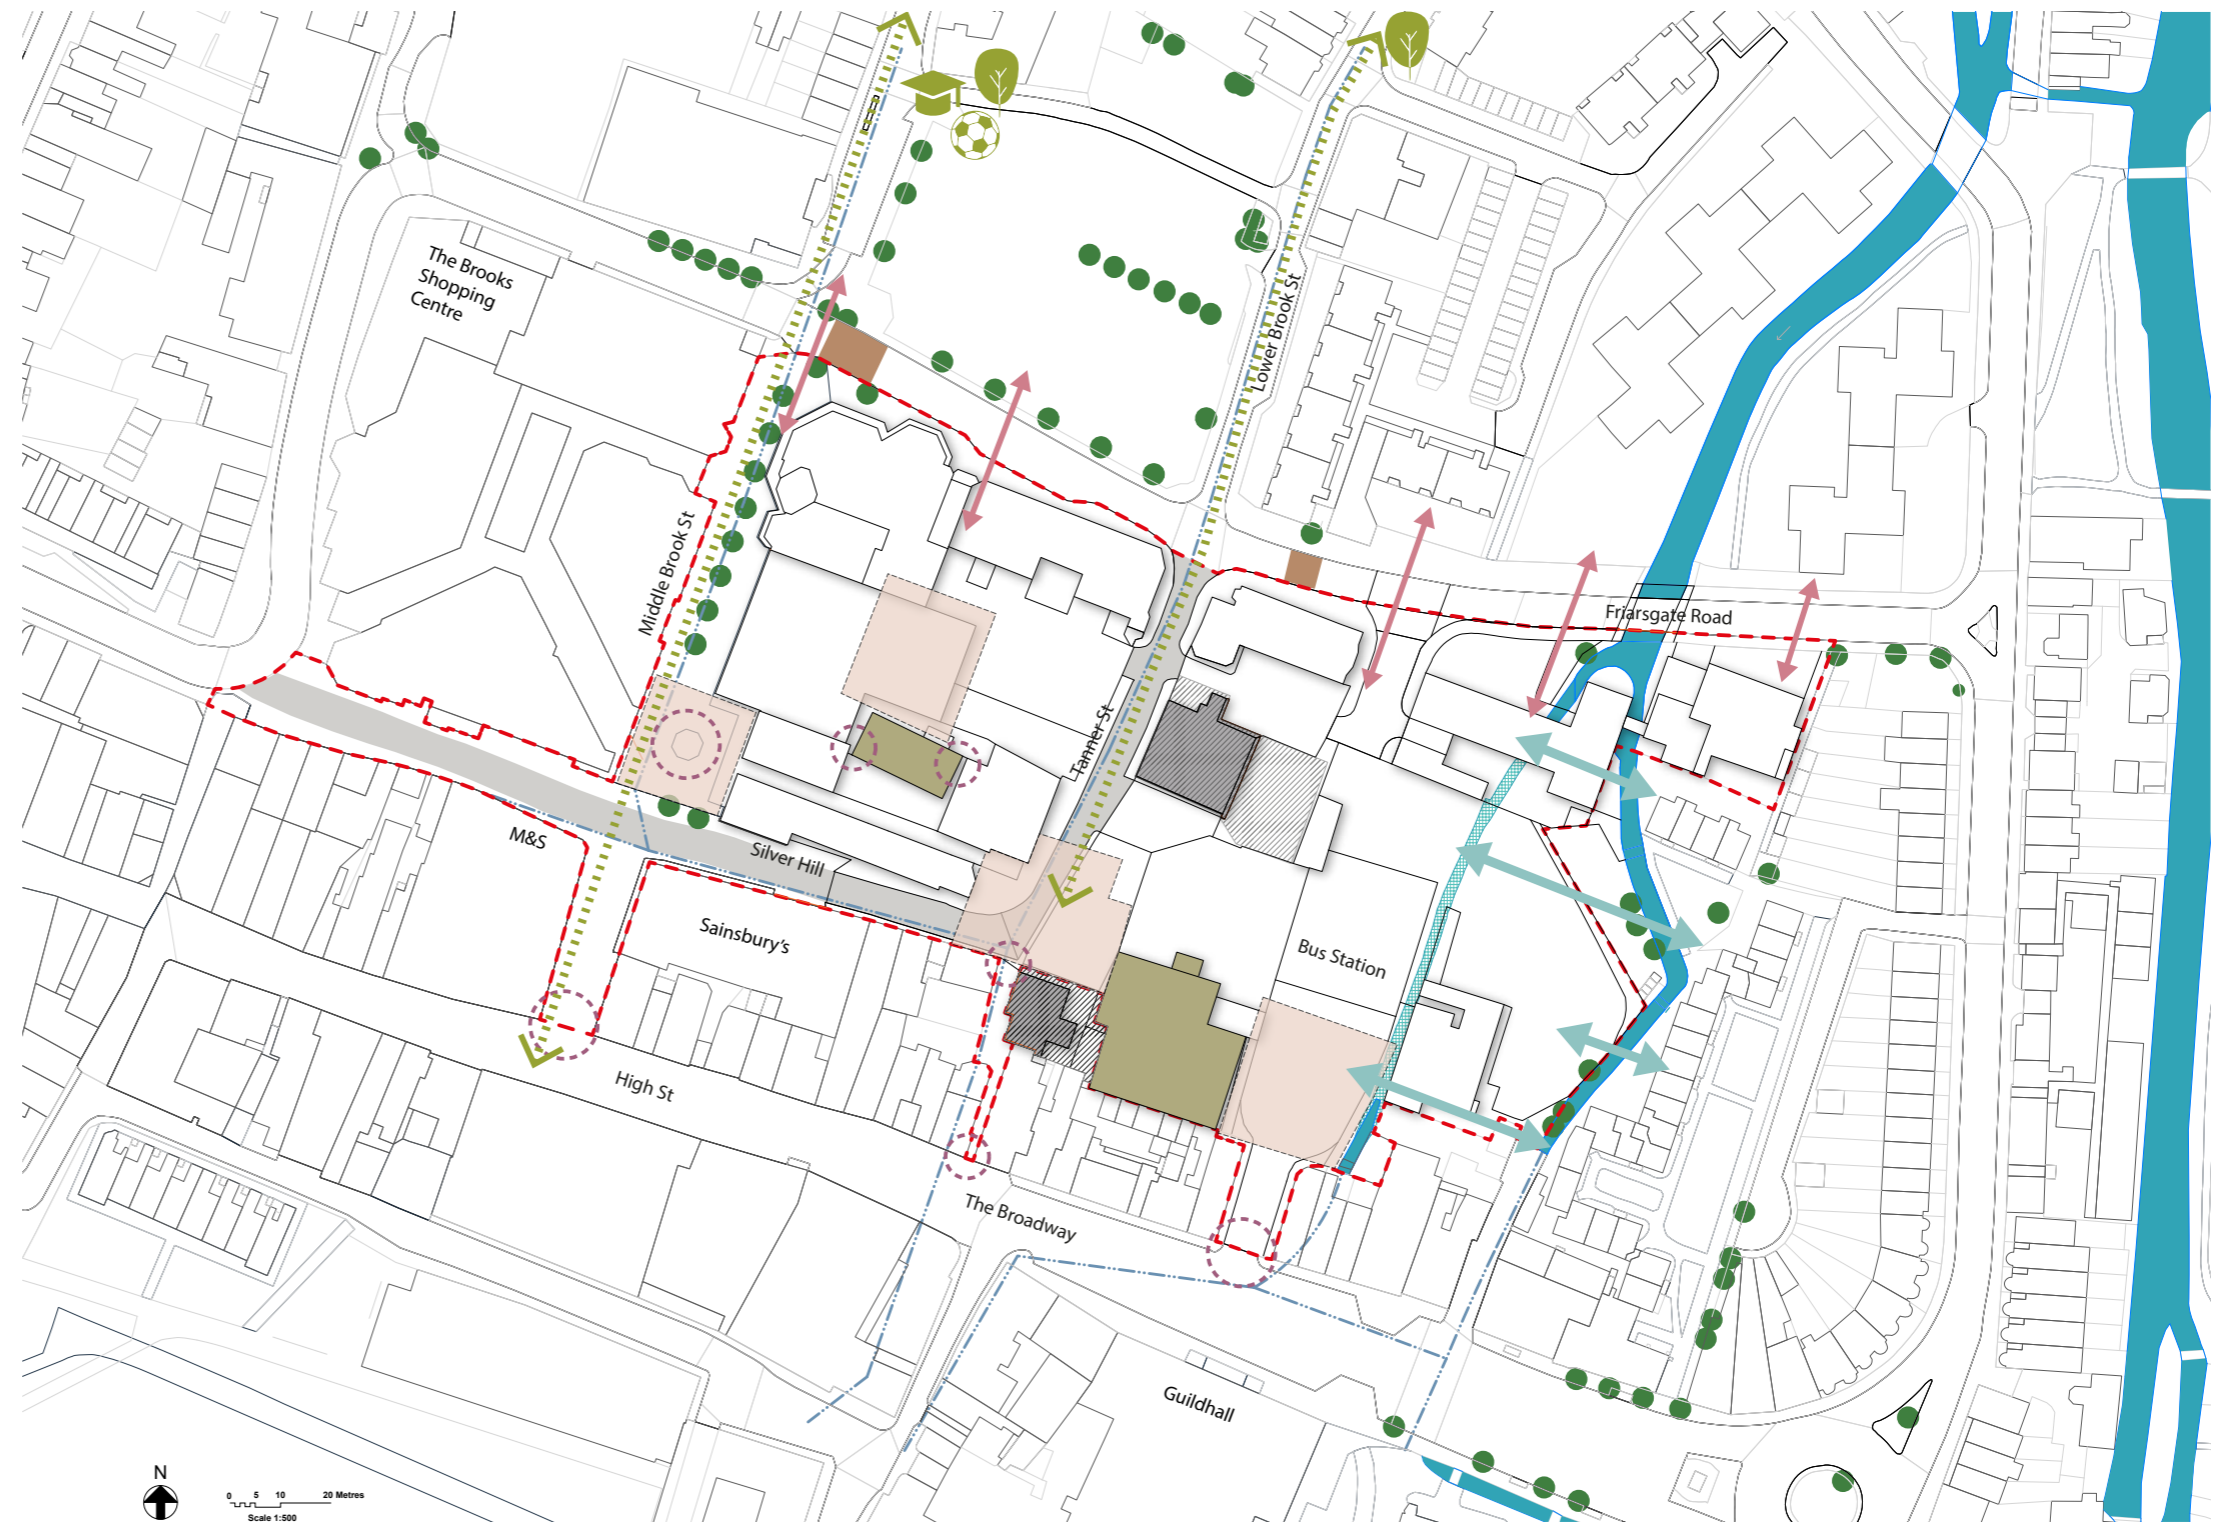 The Brooks
Shopping
Centre
Lower Brook St
Middle Brook St
Friarsgate Road
Tanner St
M&S
Silver Hill
Sainsbury's
Bus Station
High St
The Broadway
Guildhall
N
0 5 10 20 Metres
Scale 1:500